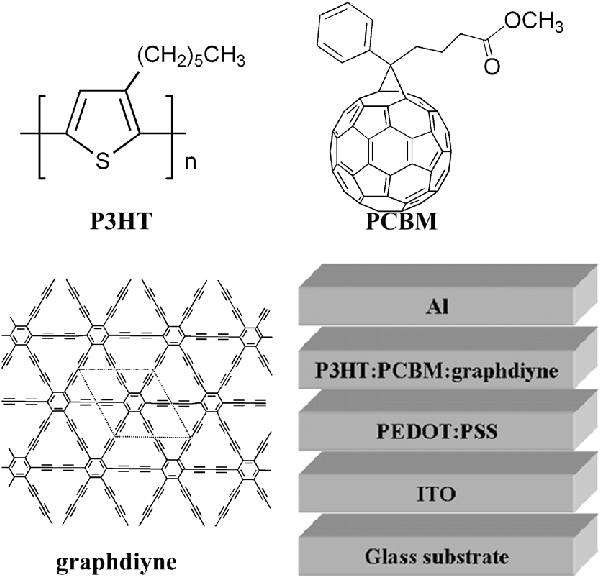 (CH₂)₅CH₃
S
n
P3HT
OCH₃
O
PCBM
graphdiyne
Al
P3HT:PCBM:graphdiyne
PEDOT:PSS
ITO
Glass substrate